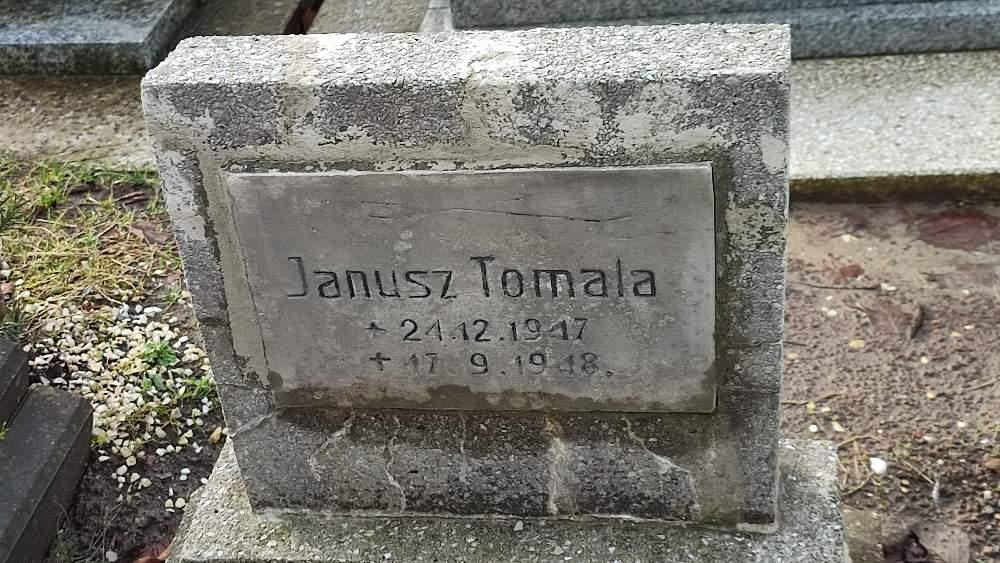 Janusz Tomala
* 24.12.1947
✝ 17.9.1948.